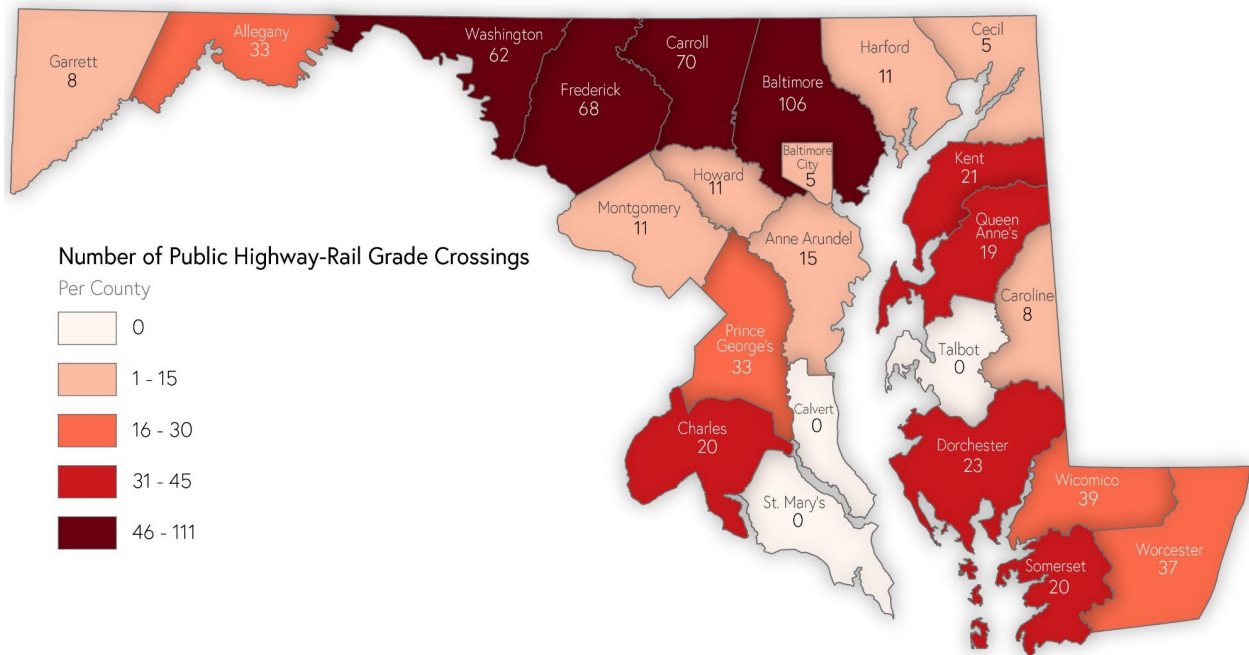 Garrett
8
Allegany
33
Washington
62
Frederick
68
Carroll
70
Baltimore
106
Baltimore
City
5
Harford
11
Cecil
5
Howard
11
Montgomery
11
Anne Arundel
15
Kent
21
Queen
Anne's
19
Caroline
8
Talbot
0
Prince
George's
33
Calvert
0
Charles
20
St. Mary's
0
Dorchester
23
Wicomico
39
Worcester
37
Somerset
20
Number of Public Highway-Rail Grade Crossings
Per County
0
1 - 15
16 - 30
31 - 45
46 - 111